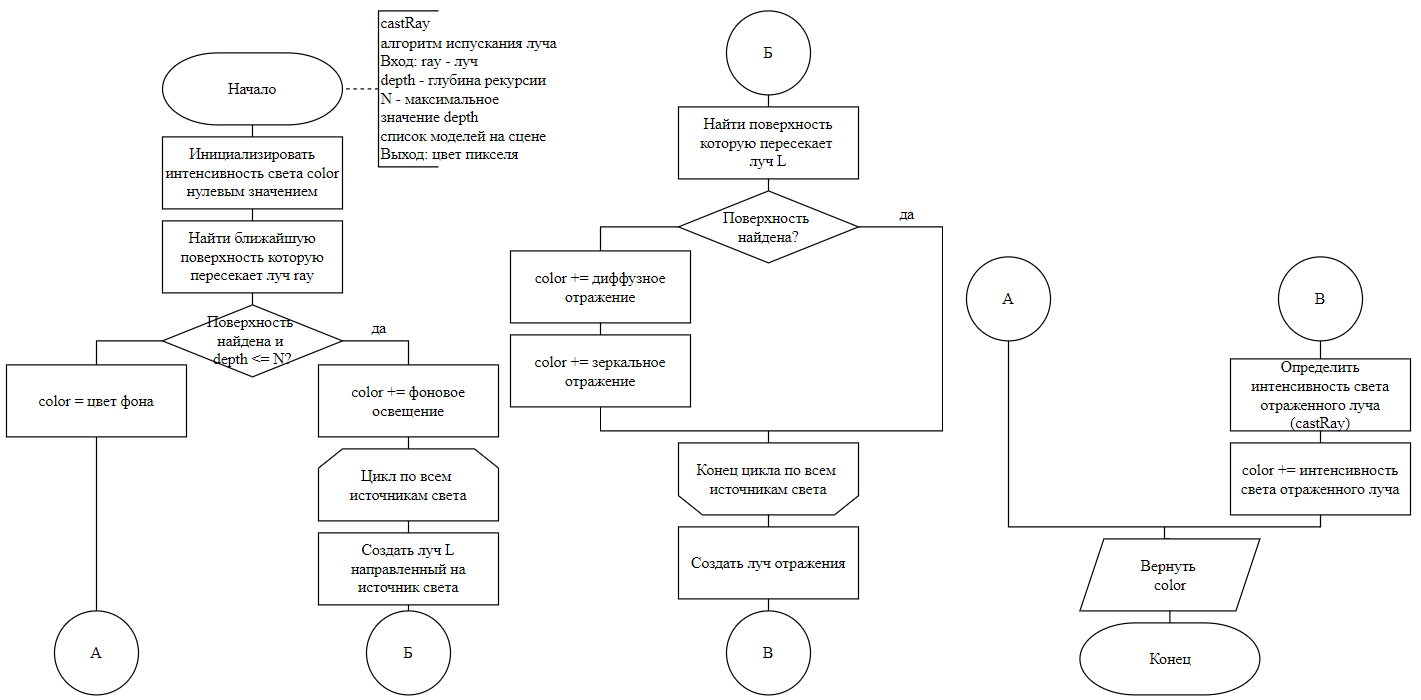 Начало
castRay
алгоритм испускания луча
Вход: ray - луч
depth - глубина рекурсии
N - максимальное
значение depth
список моделей на сцене
Выход: цвет пикселя
Инициализировать
интенсивность света color
нулевым значением
Найти ближайшую
поверхность которую
пересекает луч ray
Поверхность
найдена и
depth <= N?
да
color = цвет фона
color += фоновое
освещение
Цикл по всем
источникам света
Создать луч L
направленный на
источник света
А
Б
Б
Найти поверхность
которую пересекает
луч L
Поверхность
найдена?
да
color += диффузное
отражение
color += зеркальное
отражение
Конец цикла по всем
источникам света
Создать луч отражения
В
А
В
Определить
интенсивность света
отраженного луча
(castRay)
color += интенсивность
света отраженного луча
Вернуть
color
Конец